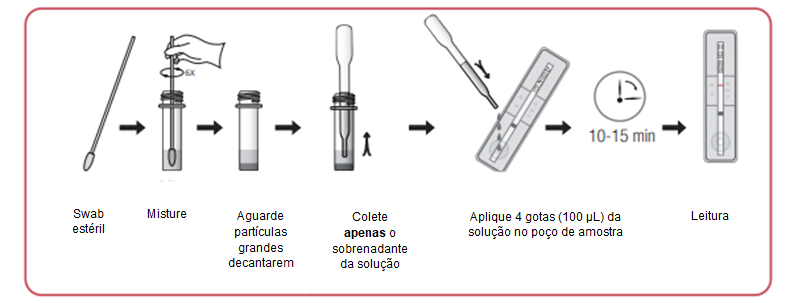 6X
10-15 min
Swab
estéril
Misture
Aguarde
partículas
grandes
decantarem
Colete
apenas o
sobrenadante
da solução
Aplique 4 gotas (100 µL) da
solução no poço de amostra
Leitura